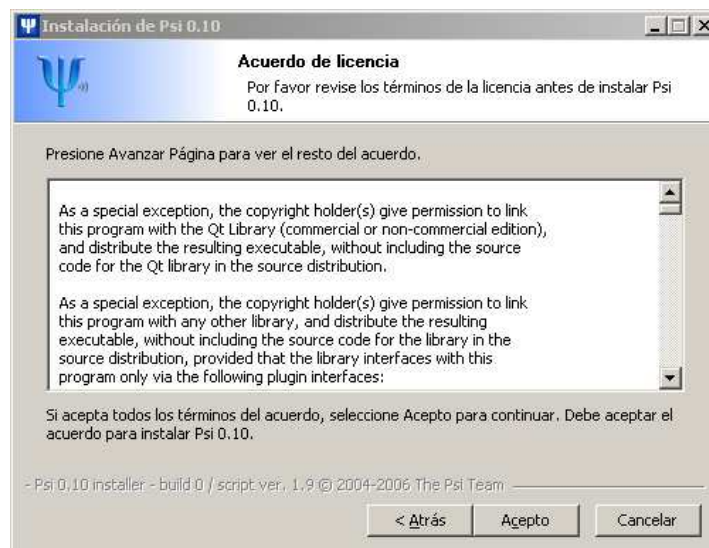 Instalación de Psi 0.10
Acuerdo de licencia
Por favor revise los términos de la licencia antes de instalar Psi
0.10.
Presione Avanzar Página para ver el resto del acuerdo.
As a special exception, the copyright holder(s) give permission to link
this program with the Qt Library (commercial or non-commercial edition),
and distribute the resulting executable, without including the source
code for the Qt library in the source distribution.
As a special exception, the copyright holder(s) give permission to link
this program with any other library, and distribute the resulting
executable, without including the source code for the library in the
source distribution, provided that the library interfaces with this
program only via the following plugin interfaces:
Si acepta todos los términos del acuerdo, seleccione Acepto para continuar. Debe aceptar el
acuerdo para instalar Psi 0.10.
- Psi 0.10 installer - build 0 / script ver. 1.9 © 2004-2006 The Psi Team
< Atrás
Acepto
Cancelar